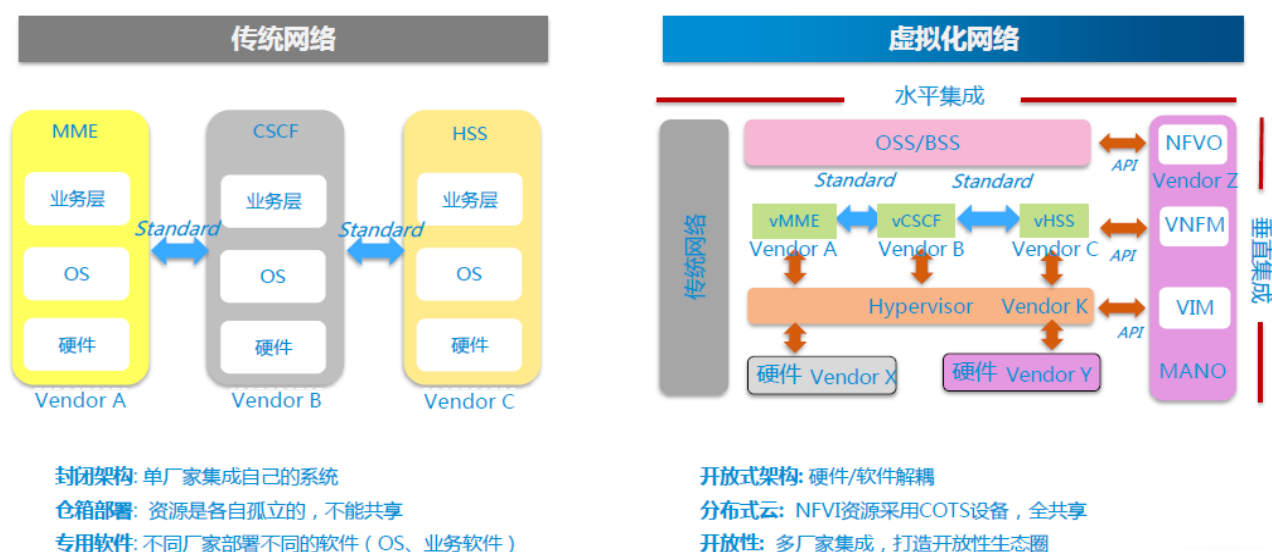 传统网络
MME
业务层
OS
硬件
Vendor A
Standard
CSCF
业务层
OS
硬件
Vendor B
Standard
HSS
业务层
OS
硬件
Vendor C
封闭架构: 单厂家集成自己的系统
仓箱部署: 资源是各自孤立的，不能共享
专用软件: 不同厂家部署不同的软件（OS、业务软件）
虚拟化网络
水平集成
传统网络
OSS/BSS
API
NFVO
Vendor Z
Standard
Standard
vMME
vCSCF
vHSS
VNFM
Vendor A
Vendor B
Vendor C
API
垂直集成
Hypervisor
Vendor K
VIM
API
硬件 Vendor X
硬件 Vendor Y
MANO
开放式架构: 硬件/软件解耦
分布式云: NFVI资源采用COTS设备，全共享
开放性: 多厂家集成，打造开放性生态圈